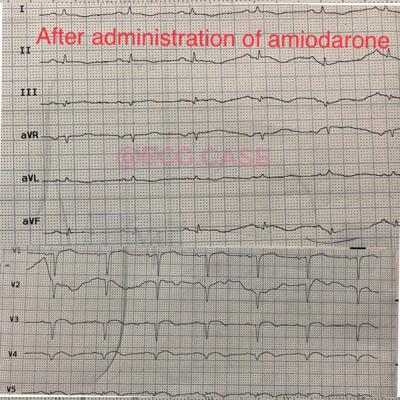 I
After administration of amiodarone
II
III
aVR
@ECG CASE
aVL
aVF
V1
V2
V3
V4
V5